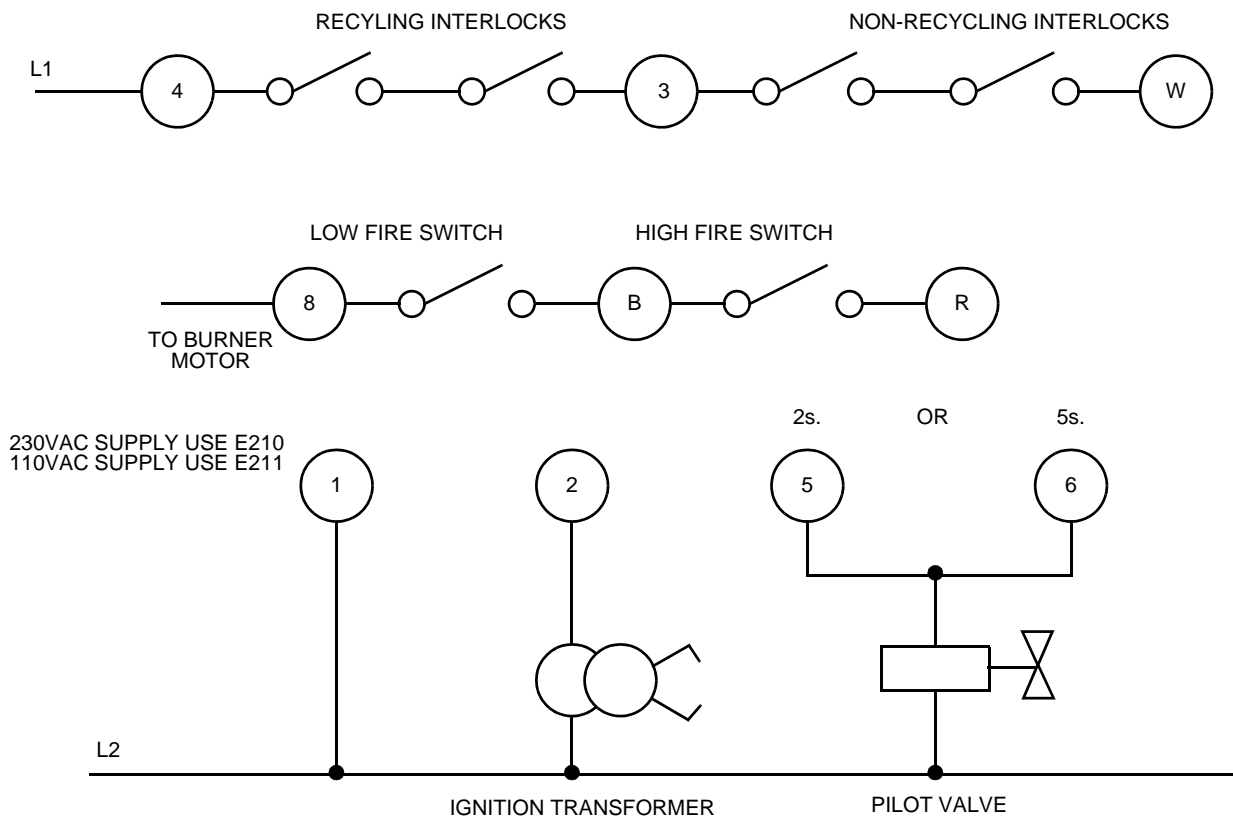 RECYLING INTERLOCKS
NON-RECYCLING INTERLOCKS
L1
4
3
W
LOW FIRE SWITCH
HIGH FIRE SWITCH
8
B
R
TO BURNER
MOTOR
2s.
OR
5s.
230VAC SUPPLY USE E210
110VAC SUPPLY USE E211
1
2
5
6
L2
IGNITION TRANSFORMER
PILOT VALVE